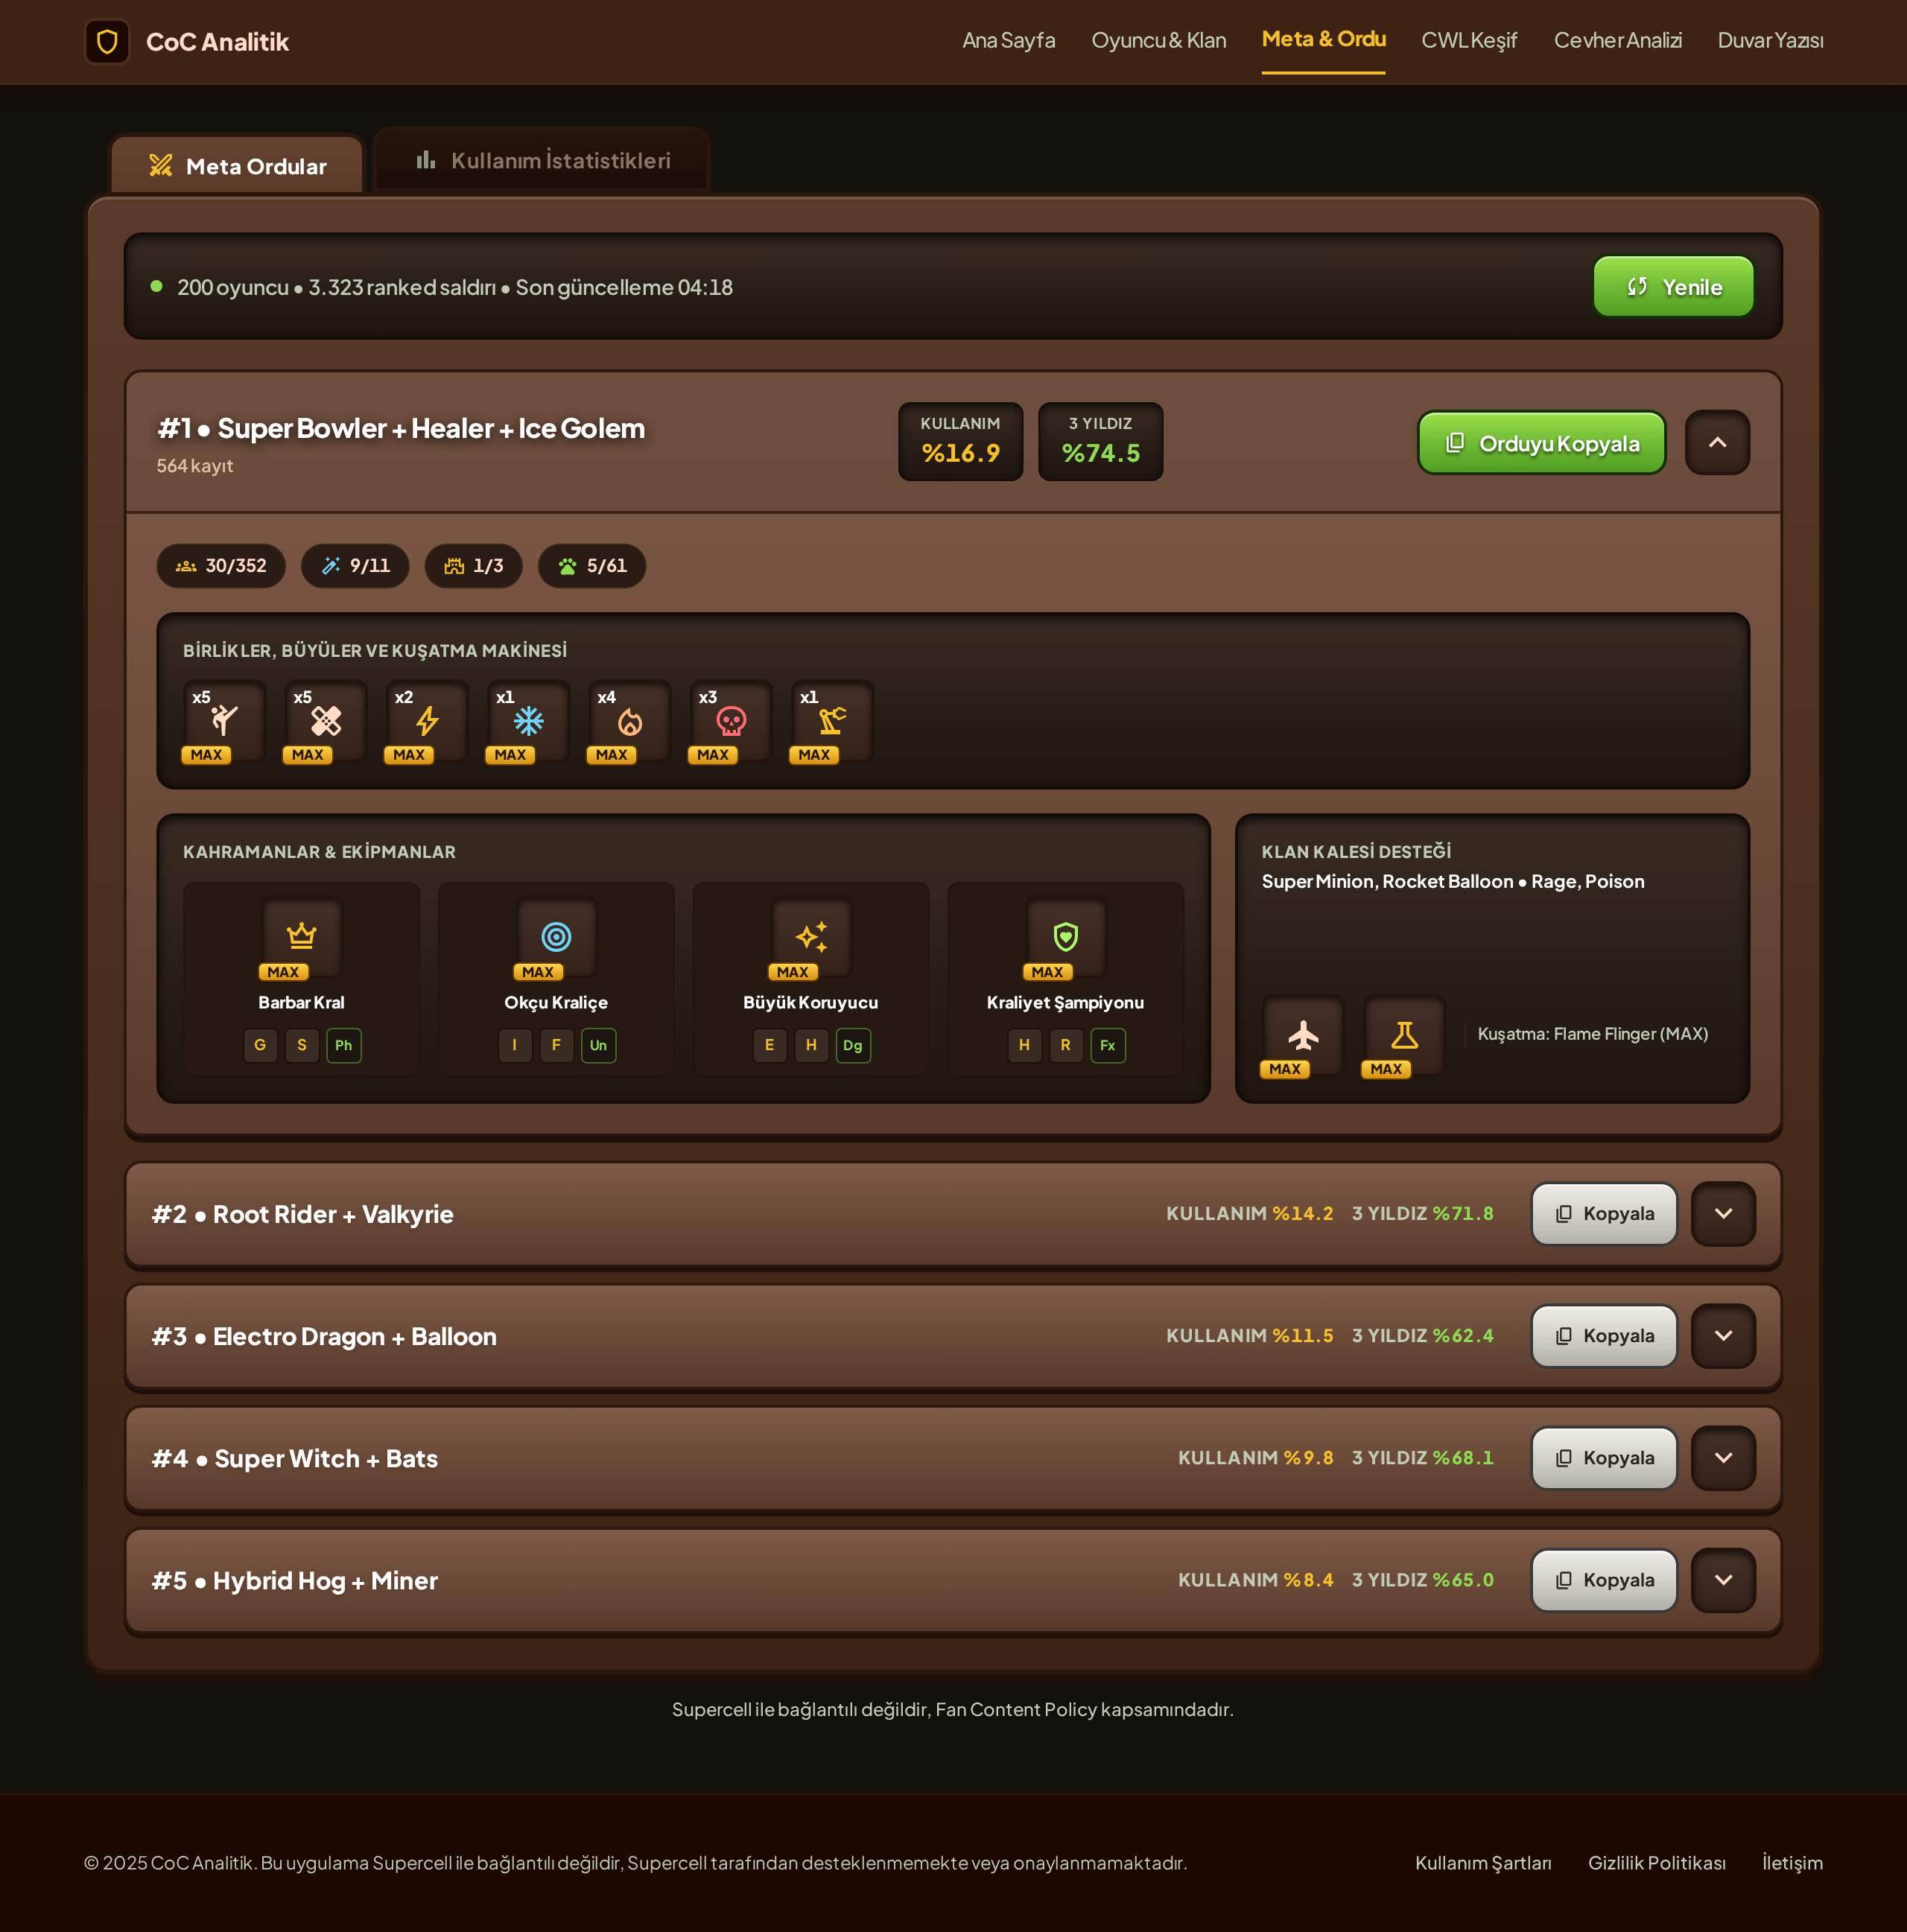 CoC Analitik
Ana Sayfa Oyuncu & Klan Meta & Ordu CWL Keşif Cevher Analizi Duvar Yazısı
Meta Ordular Kullanım İstatistikleri
200 oyuncu • 3.323 ranked saldırı • Son güncelleme 04:18 Yenile
#1 • Super Bowler + Healer + Ice Golem
564 kayıt
KULLANIM
%16.9
3 YILDIZ
%74.5
Orduyu Kopyala
30/352 9/11 1/3 5/61
BİRLİKLER, BÜYÜLER VE KUŞATMA MAKİNESİ
x5 x5 x2 x1 x4 x3 x1
MAX MAX MAX MAX MAX MAX MAX
KAHRAMANLAR & EKİPMANLAR
MAX MAX MAX MAX
Barbar Kral Okçu Kraliçe Büyük Koruyucu Kraliyet Şampiyonu
G S Ph I F Un E H Dg H R Fx
KLAN KALESİ DESTEĞİ
Super Minion, Rocket Balloon • Rage, Poison
Kuşatma: Flame Flinger (MAX)
MAX MAX
#2 • Root Rider + Valkyrie KULLANIM %14.2 3 YILDIZ %71.8 Kopyala
#3 • Electro Dragon + Balloon KULLANIM %11.5 3 YILDIZ %62.4 Kopyala
#4 • Super Witch + Bats KULLANIM %9.8 3 YILDIZ %68.1 Kopyala
#5 • Hybrid Hog + Miner KULLANIM %8.4 3 YILDIZ %65.0 Kopyala
Supercell ile bağlantılı değildir, Fan Content Policy kapsamındadır.
© 2025 CoC Analitik. Bu uygulama Supercell ile bağlantılı değildir, Supercell tarafından desteklenmemekte veya onaylanmamaktadır. Kullanım Şartları Gizlilik Politikası İletişim